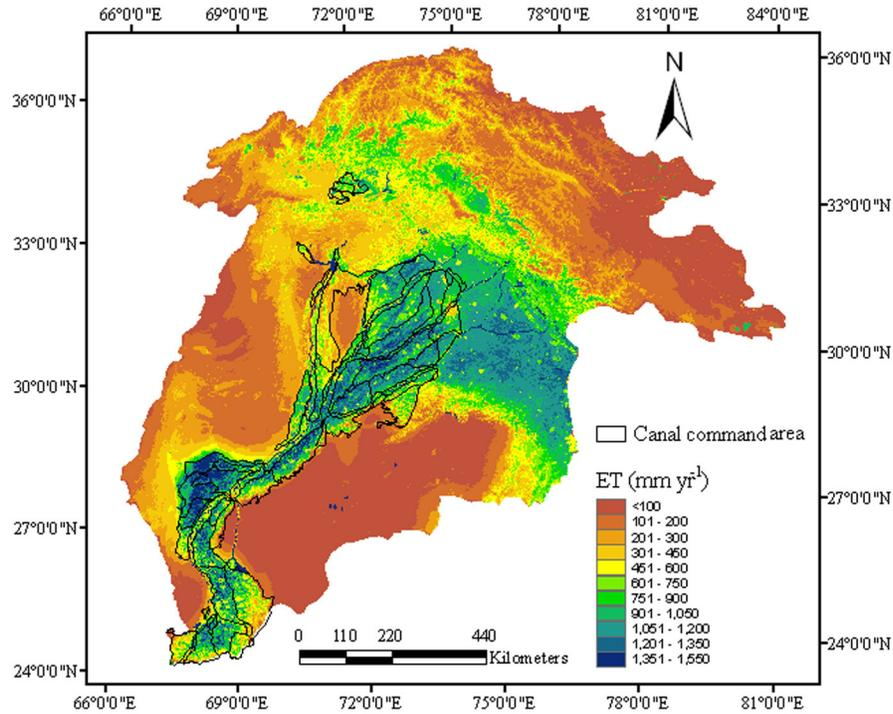 66°0'0"E 69°0'0"E 72°0'0"E 75°0'0"E 78°0'0"E 81°0'0"E 84°0'0"E
36°0'0"N
36°0'0"N
N
33°0'0"N
33°0'0"N
30°0'0"N
30°0'0"N
27°0'0"N
27°0'0"N
24°0'0"N
24°0'0"N
Canal command area
ET (mm yr⁻¹)
<100
101 - 200
201 - 300
301 - 450
451 - 600
601 - 750
751 - 900
901 - 1,050
1,051 - 1,200
1,201 - 1,350
1,351 - 1,550
0 110 220 440
Kilometers
66°0'0"E 69°0'0"E 72°0'0"E 75°0'0"E 78°0'0"E 81°0'0"E